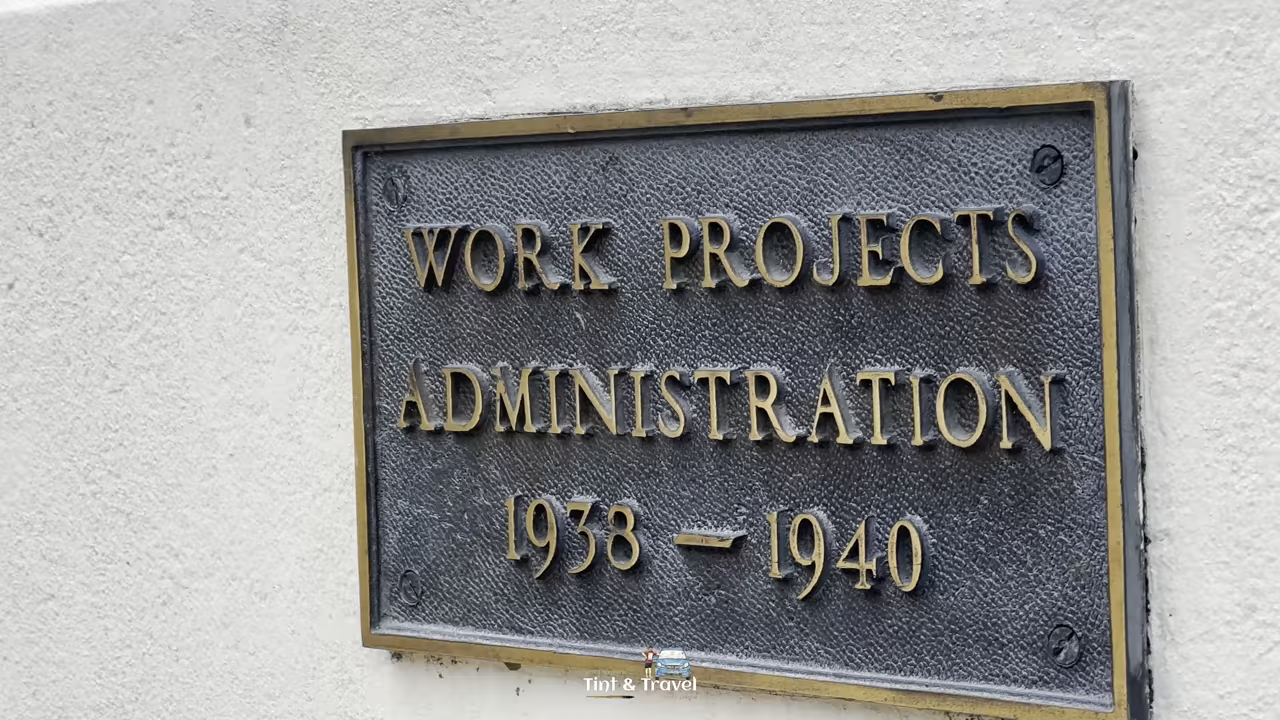 WORK PROJECTS
ADMINISTRATION
1938 — 1940
Tint & Travel